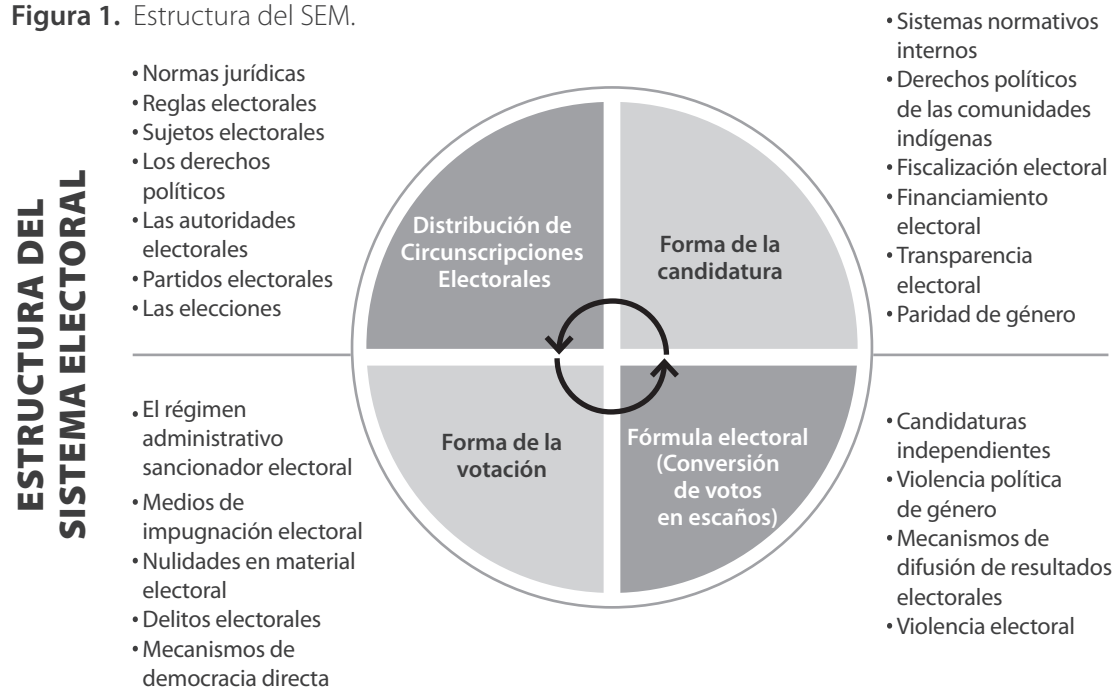 Figura 1. Estructura del SEM.
ESTRUCTURA DEL
SISTEMA ELECTORAL
• Normas jurídicas
• Reglas electorales
• Sujetos electorales
• Los derechos
políticos
• Las autoridades
electorales
• Partidos electorales
• Las elecciones
Distribución de
Circunscripciones
Electorales
Forma de la
candidatura
• Sistemas normativos
internos
• Derechos políticos
de las comunidades
indígenas
• Fiscalización electoral
• Financiamiento
electoral
• Transparencia
electoral
• Paridad de género
• El régimen
administrativo
sancionador electoral
• Medios de
impugnación electoral
• Nulidades en material
electoral
• Delitos electorales
• Mecanismos de
democracia directa
Forma de la
votación
Fórmula electoral
(Conversión
de votos
en escaños)
• Candidaturas
independientes
• Violencia política
de género
• Mecanismos de
difusión de resultados
electorales
• Violencia electoral